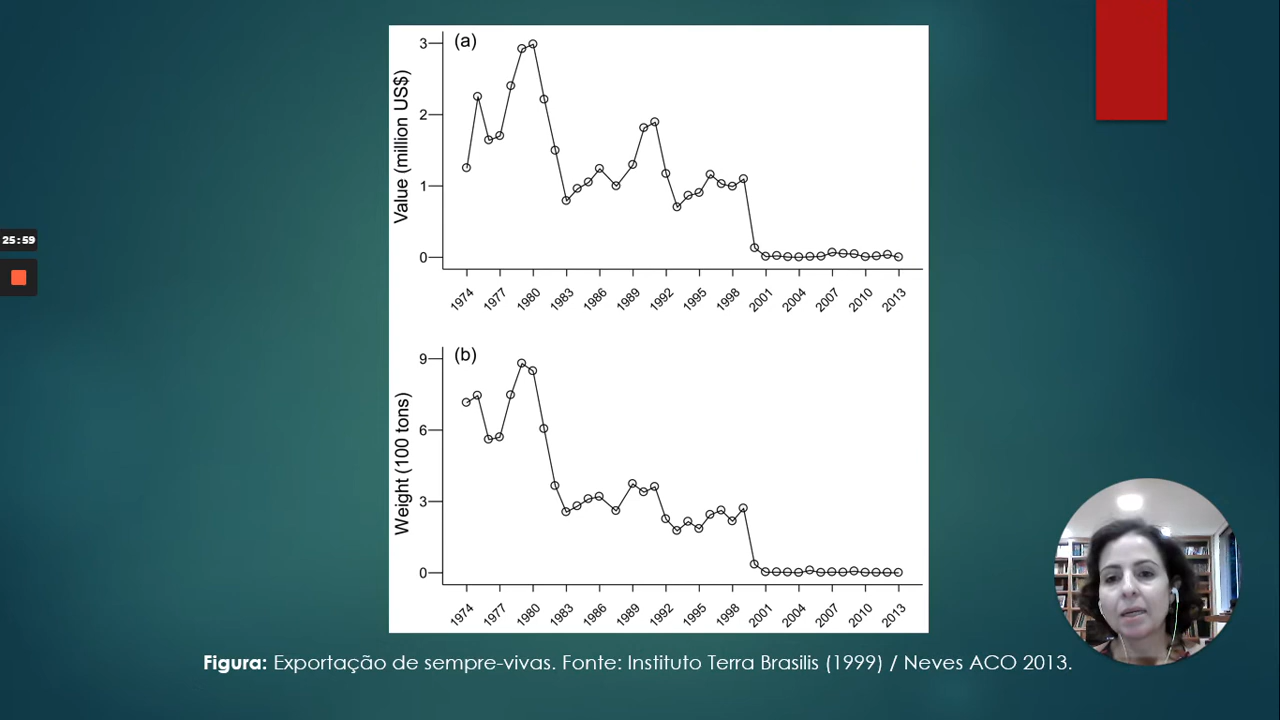 (a)
Value (million US$)
3
2
1
0
1974 1977 1980 1983 1986 1989 1992 1995 1998 2001 2004 2007 2010 2013
25:59
(b)
Weight (100 tons)
9
6
3
0
1974 1977 1980 1983 1986 1989 1992 1995 1998 2001 2004 2007 2010 2013
Figura: Exportação de sempre-vivas. Fonte: Instituto Terra Brasilis (1999) / Neves ACO 2013.